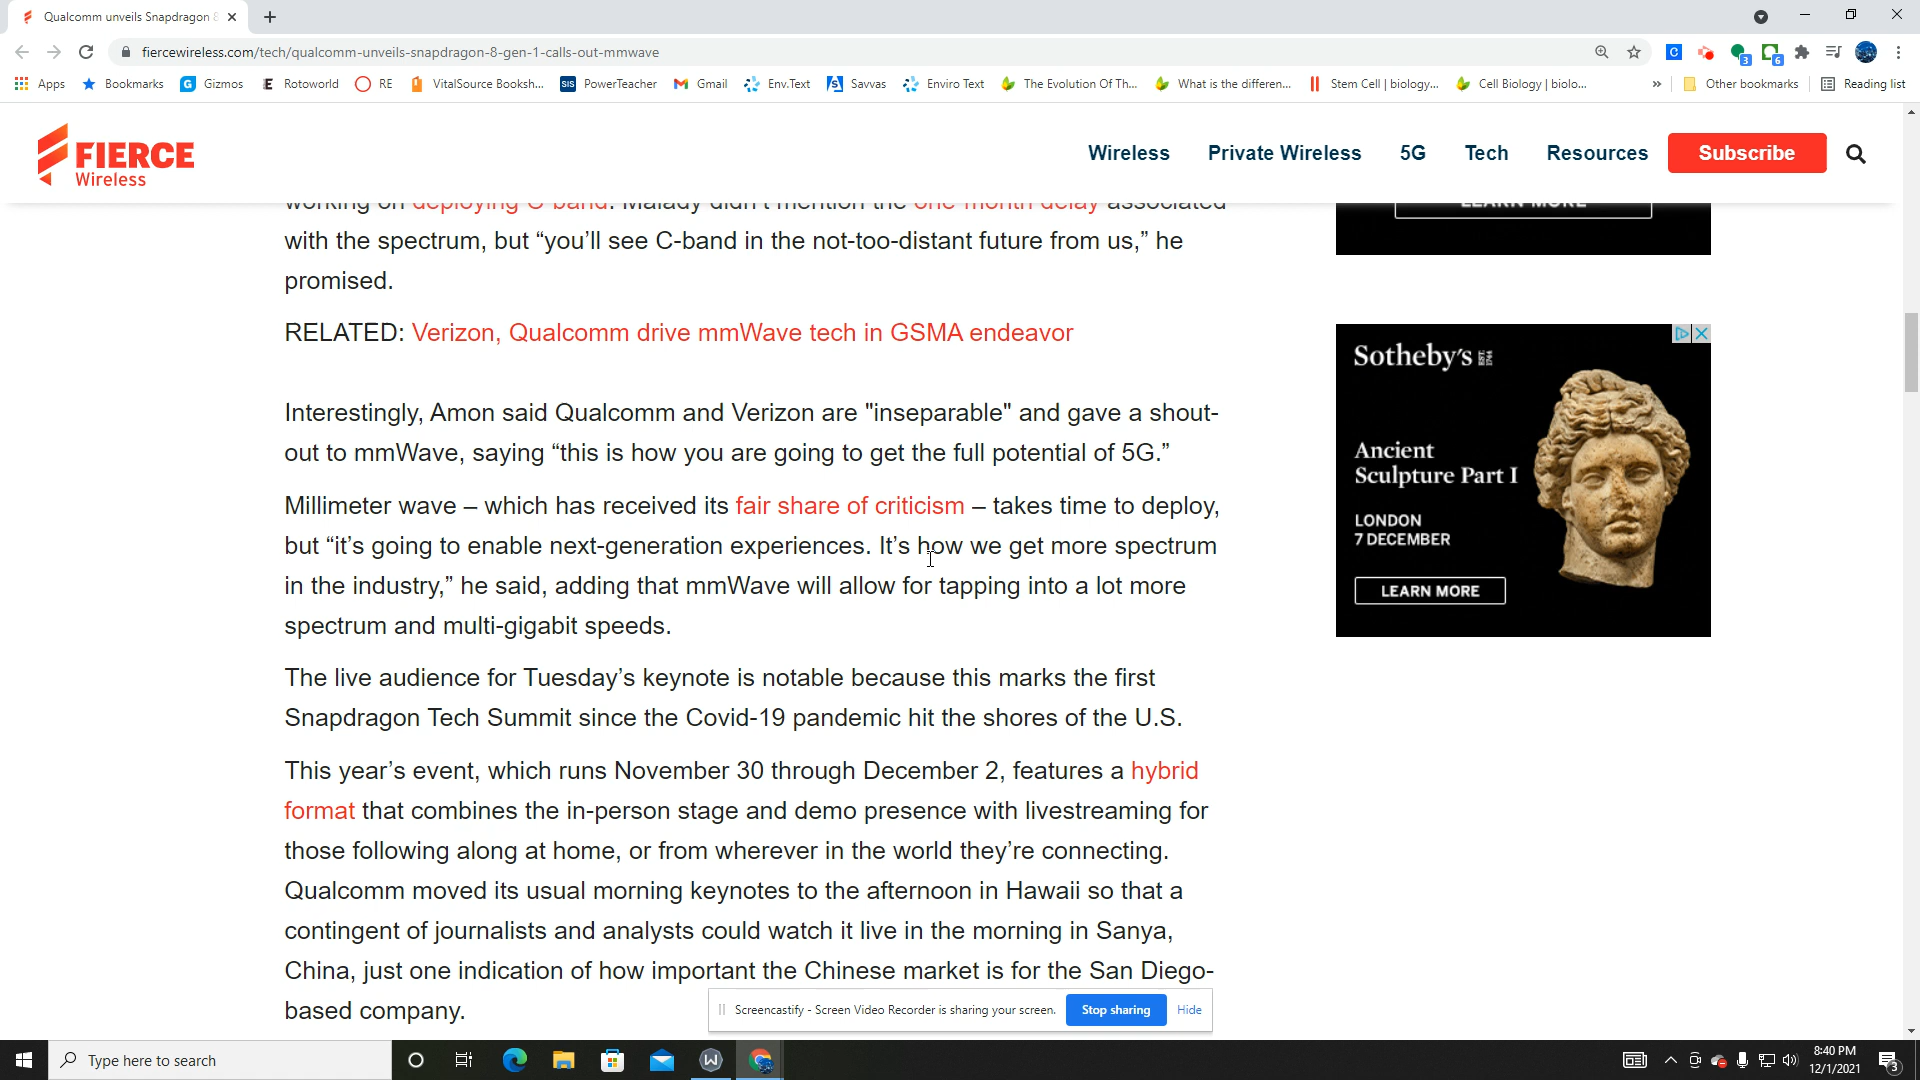 Qualcomm unveils Snapdragon 8
fiercewireless.com/tech/qualcomm-unveils-snapdragon-8-gen-1-calls-out-mmwave
3
6
Apps Bookmarks Gizmos Rotoworld RE VitalSource Booksh... PowerTeacher Gmail Env.Text Savvas Enviro Text The Evolution Of Th... What is the differen... Stem Cell | biology... Cell Biology | biolo... » Other bookmarks Reading list
FIERCE
Wireless
Wireless Private Wireless 5G Tech Resources Subscribe
working on deploying C-band. Malady didn't mention the one-month delay associated
with the spectrum, but “you’ll see C-band in the not-too-distant future from us,” he
promised.
RELATED: Verizon, Qualcomm drive mmWave tech in GSMA endeavor
Interestingly, Amon said Qualcomm and Verizon are "inseparable" and gave a shout-
out to mmWave, saying “this is how you are going to get the full potential of 5G.”
Millimeter wave – which has received its fair share of criticism – takes time to deploy,
but “it’s going to enable next-generation experiences. It’s how we get more spectrum
in the industry,” he said, adding that mmWave will allow for tapping into a lot more
spectrum and multi-gigabit speeds.
The live audience for Tuesday’s keynote is notable because this marks the first
Snapdragon Tech Summit since the Covid-19 pandemic hit the shores of the U.S.
This year’s event, which runs November 30 through December 2, features a hybrid
format that combines the in-person stage and demo presence with livestreaming for
those following along at home, or from wherever in the world they’re connecting.
Qualcomm moved its usual morning keynotes to the afternoon in Hawaii so that a
contingent of journalists and analysts could watch it live in the morning in Sanya,
China, just one indication of how important the Chinese market is for the San Diego-
based company.
LEARN MORE
Sotheby's EST. 1744
Ancient
Sculpture Part I
LONDON
7 DECEMBER
LEARN MORE
Screencastify - Screen Video Recorder is sharing your screen. Stop sharing Hide
Type here to search
8:40 PM
12/1/2021
3